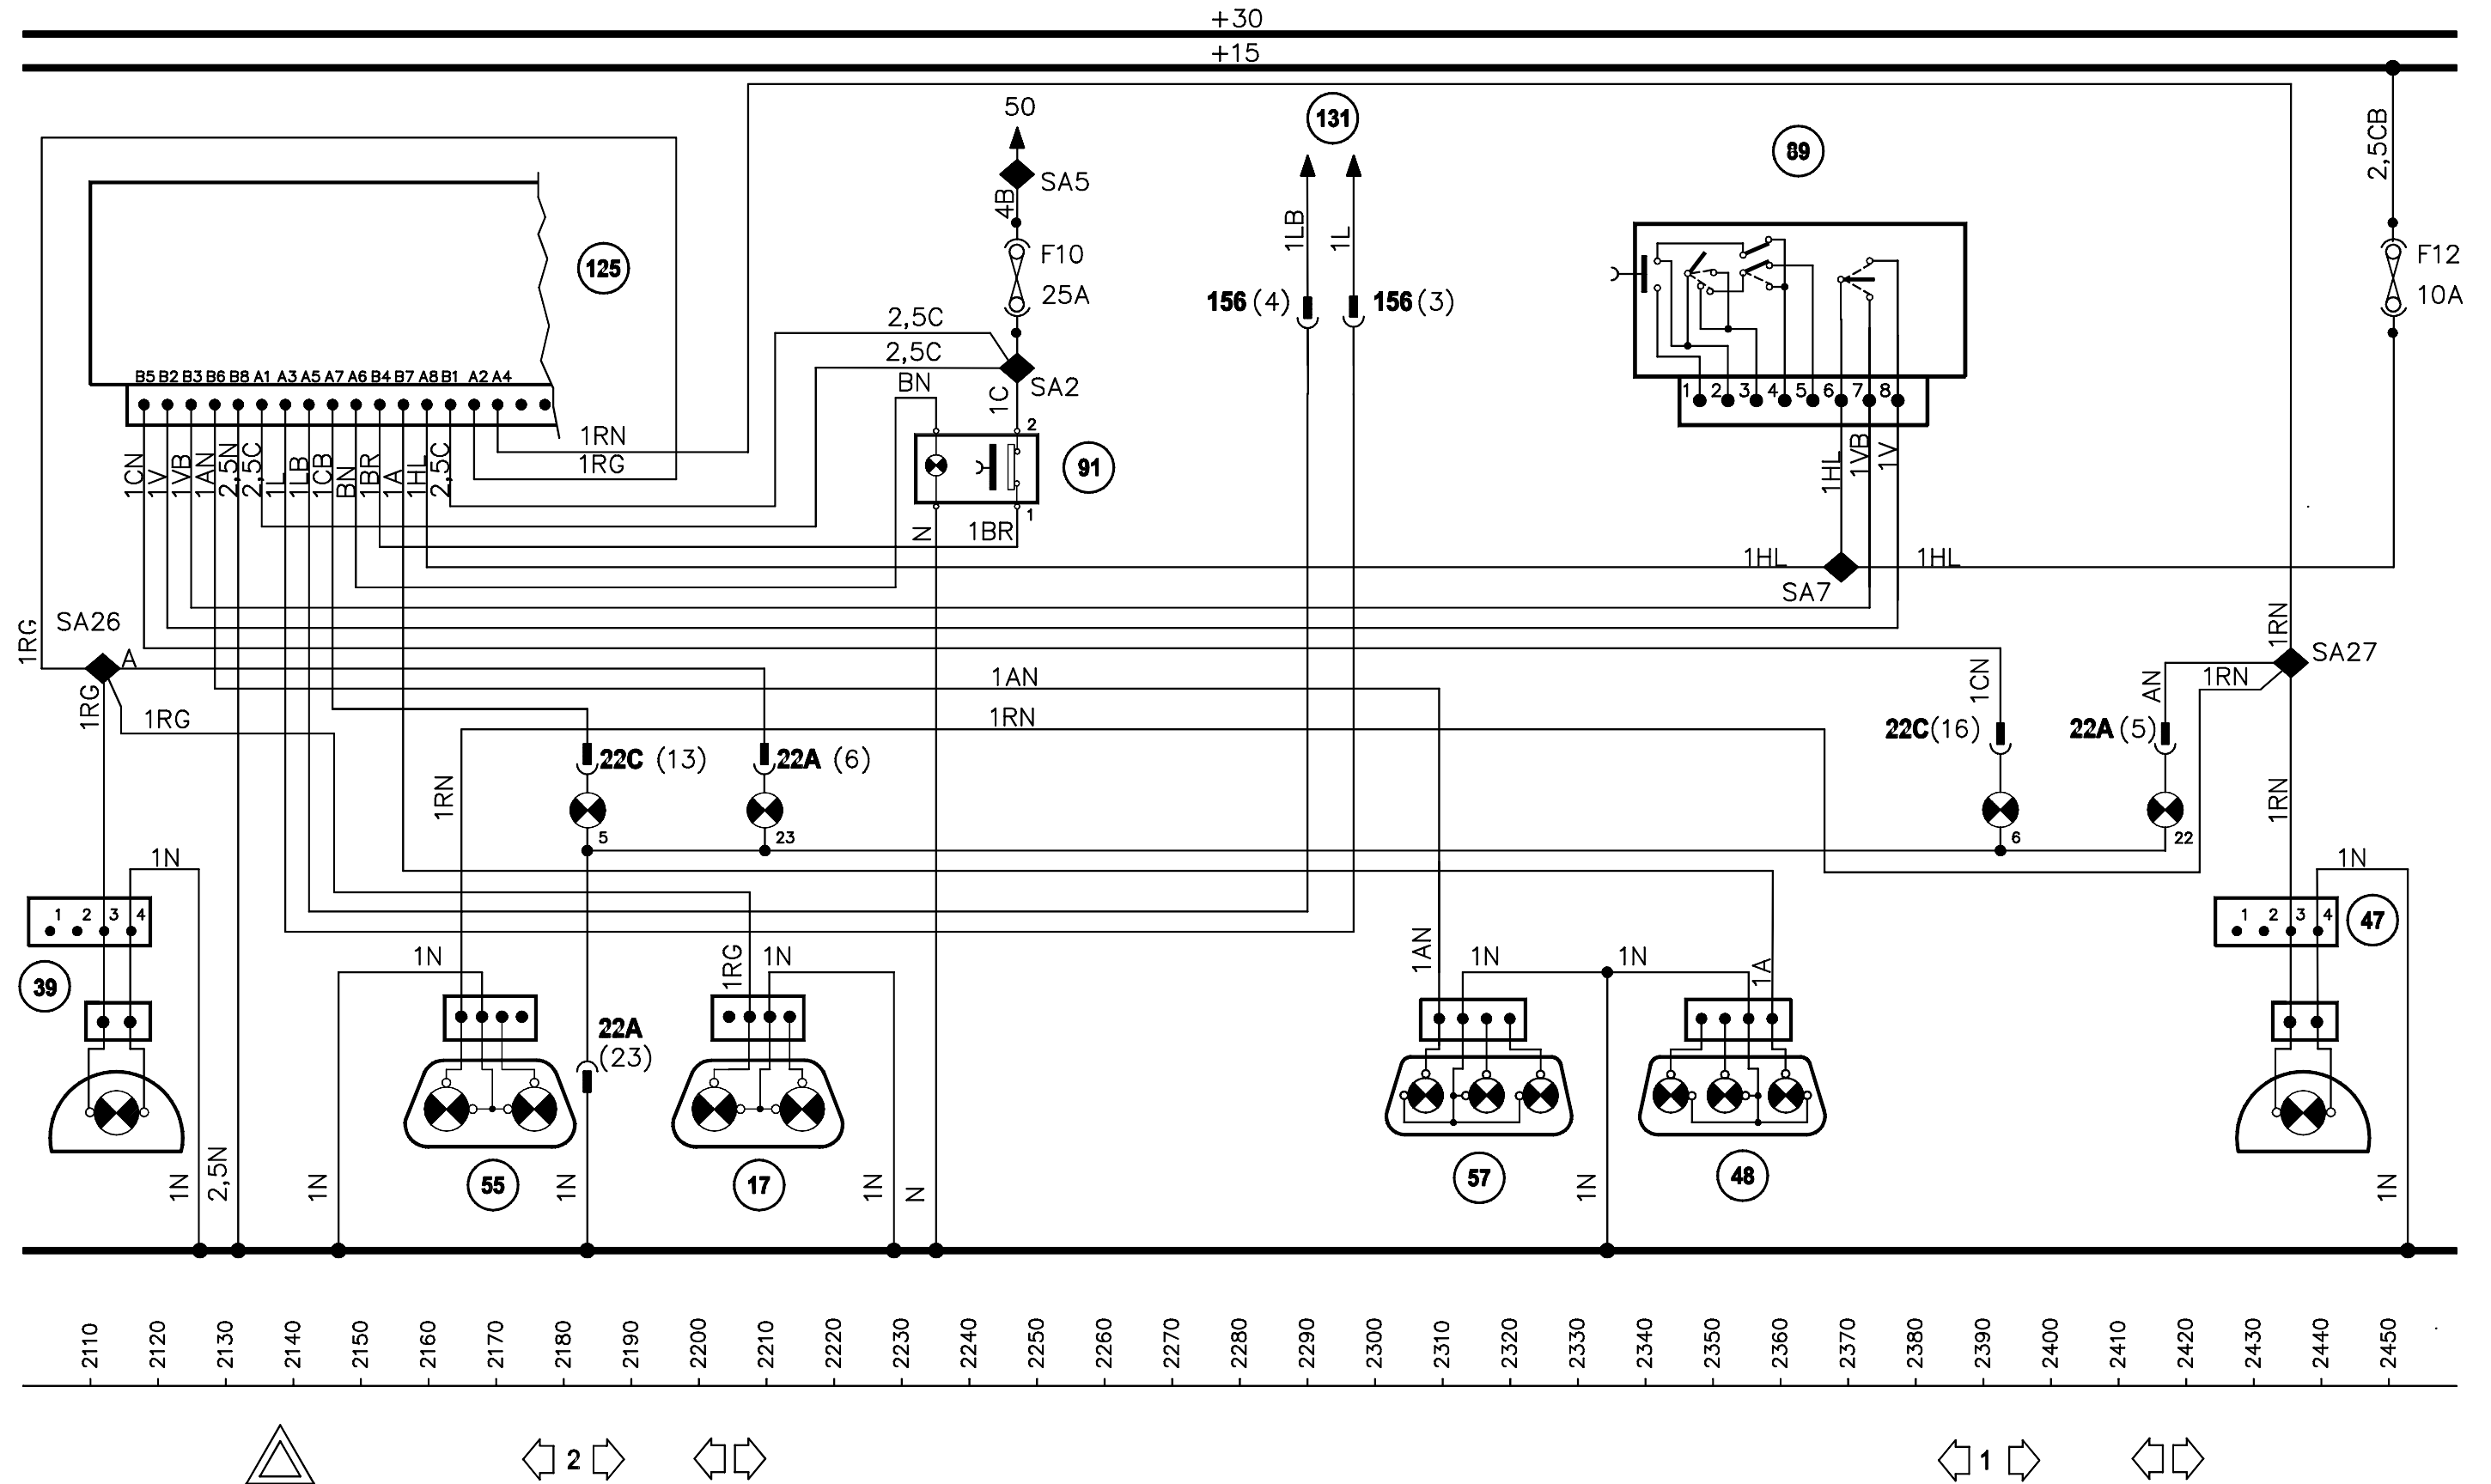 +30
+15
50
131
89
SA5
4B
2,5CB
125
F10
25A
1LB
1L
156 (4)
156 (3)
F12
10A
2,5C
2,5C
SA2
BN
1C
B5 B2 B3 B6 B8 A1 A3 A5 A7 A6 B4 B7 A8 B1 A2 A4
1 2 3 4 5 6 7 8
1RN
1RG
1CN 1V 1VB 1AN 2,5N 2,5C 1L 1LB 1CB BN 1BR 1A 1HL 2,5C
2
91
1
N
1BR
1HL 1VB 1V
1HL
1HL
SA7
1RG
SA26
A
1RG
1RG
1AN
1RN
1CN
AN
1RN
1RN
SA27
22C (13)
22A (6)
22C (16)
22A (5)
1RN
5
23
6
22
1RN
1N
1N
1 2 3 4
39
1 2 3 4
47
1N
1RG
1N
1AN
1N
1N
1A
22A
(23)
55
17
57
48
1N
2,5N
1N
1N
1N
N
1N
1N
2110 2120 2130 2140 2150 2160 2170 2180 2190 2200 2210 2220 2230 2240 2250 2260 2270 2280 2290 2300 2310 2320 2330 2340 2350 2360 2370 2380 2390 2400 2410 2420 2430 2440 2450
2
1